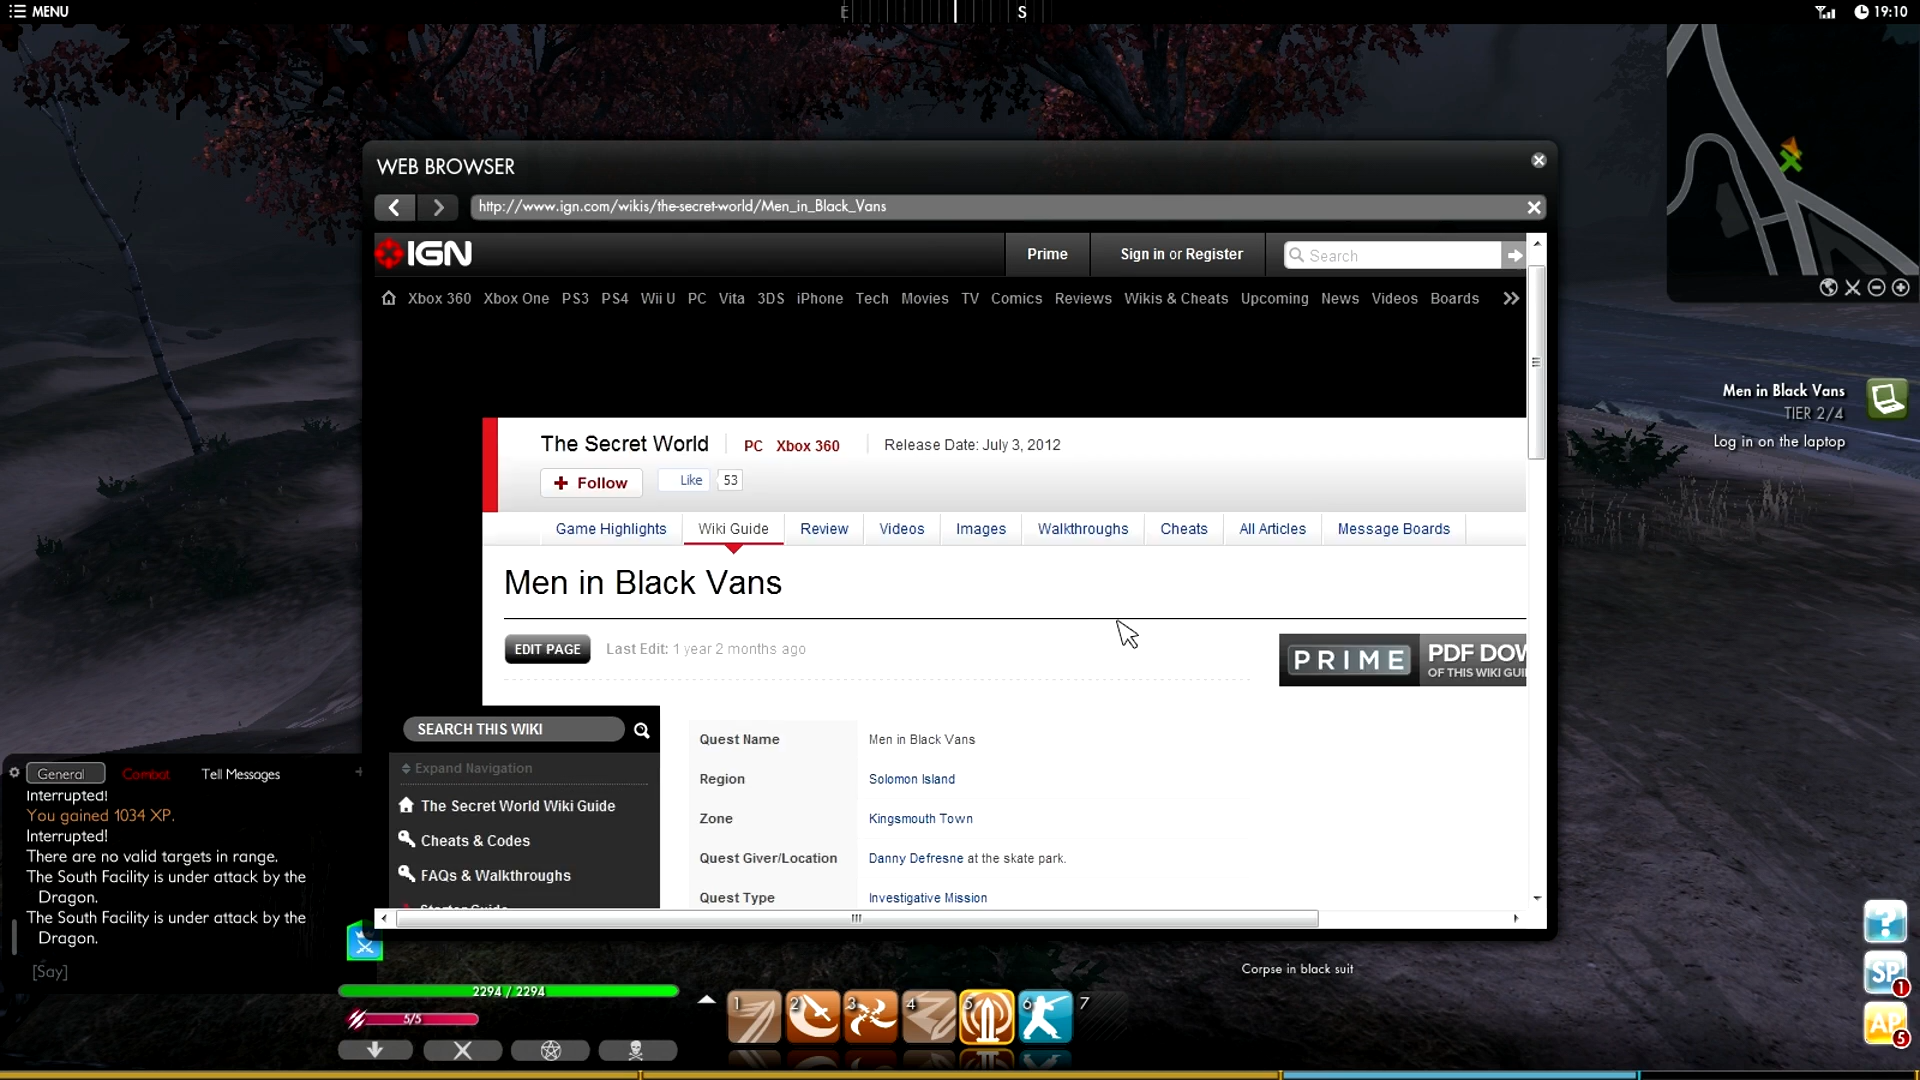 MENU
E
S
19:10
WEB BROWSER
http://www.ign.com/wikis/the-secret-world/Men_in_Black_Vans
IGN
Prime
Sign in or Register
Search
Xbox 360 Xbox One PS3 PS4 Wii U PC Vita 3DS iPhone Tech Movies TV Comics Reviews Wikis & Cheats Upcoming News Videos Boards
The Secret World PC Xbox 360 Release Date: July 3, 2012
+ Follow
Like 53
Game Highlights Wiki Guide Review Videos Images Walkthroughs Cheats All Articles Message Boards
Men in Black Vans
EDIT PAGE Last Edit: 1 year 2 months ago
PRIME
PDF DOW
OF THIS WIKI GUI
SEARCH THIS WIKI
Expand Navigation
The Secret World Wiki Guide
Cheats & Codes
FAQs & Walkthroughs
Starter Guide
Quest Name Men in Black Vans
Region Solomon Island
Zone Kingsmouth Town
Quest Giver/Location Danny Defresne at the skate park.
Quest Type Investigative Mission
Men in Black Vans
TIER 2/4
Log in on the laptop
General Combat Tell Messages
Interrupted!
You gained 1034 XP.
Interrupted!
There are no valid targets in range.
The South Facility is under attack by the
Dragon.
The South Facility is under attack by the
Dragon.
[Say]
Corpse in black suit
2294 / 2294
5/5
1 2 3 4 5 6 7
?
SP 1
AP 5